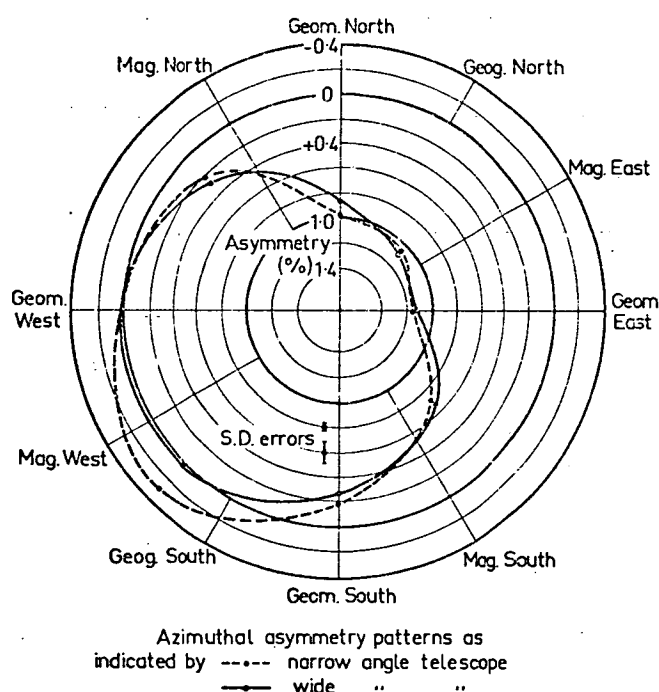 Geom. North
-0·4
Mag. North
Geog. North
0
+0·4
Mag. East
1·0
Asymmetry
(%)
1·4
Geom.
West
Geom
East
S.D. errors
Mag. West
Geog. South
Mag. South
Geom. South
Azimuthal asymmetry patterns as
indicated by --•-- narrow angle telescope
—•— wide " "